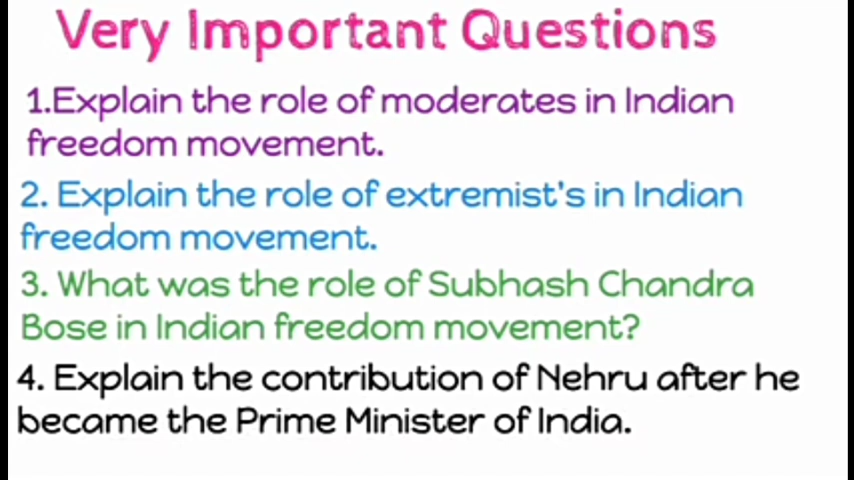 Very Important Questions
1.Explain the role of moderates in Indian
freedom movement.
2. Explain the role of extremist's in Indian
freedom movement.
3. What was the role of Subhash Chandra
Bose in Indian freedom movement?
4. Explain the contribution of Nehru after he
became the Prime Minister of India.